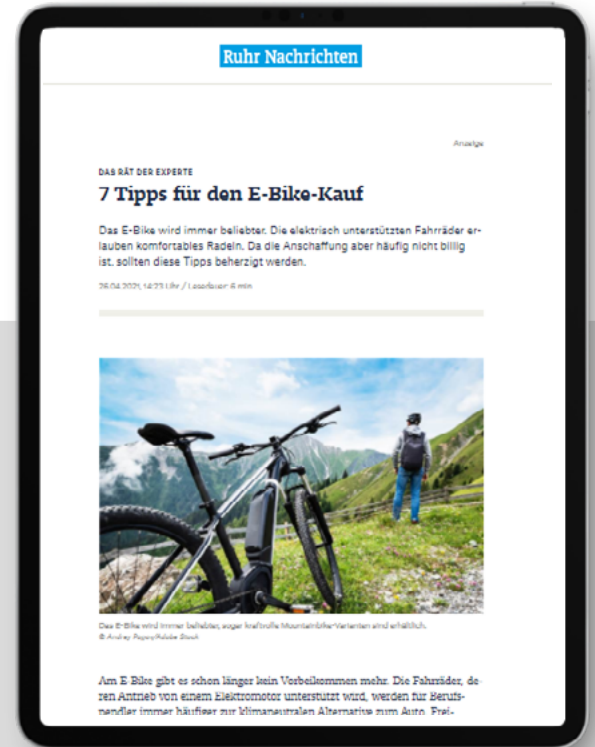 Ruhr Nachrichten
Anzeige
DAS RÄT DER EXPERTE
7 Tipps für den E-Bike-Kauf
Das E-Bike wird immer beliebter. Die elektrisch unterstützten Fahrräder er-
lauben komfortables Radeln. Da die Anschaffung aber häufig nicht billig
ist, sollten diese Tipps beherzigt werden.
26.04.2021, 14:23 Uhr / Lesedauer: 6 min
Das E-Bike wird immer beliebter, sogar kraftvolle Mountainbike-Varianten sind erhältlich.
© Andrey Popov/Adobe Stock
Am E-Bike gibt es schon länger kein Vorbeikommen mehr. Die Fahrräder, de-
ren Antrieb von einem Elektromotor unterstützt wird, werden für Berufs-
pendler immer häufiger zur klimaneutralen Alternative zum Auto. Frei-